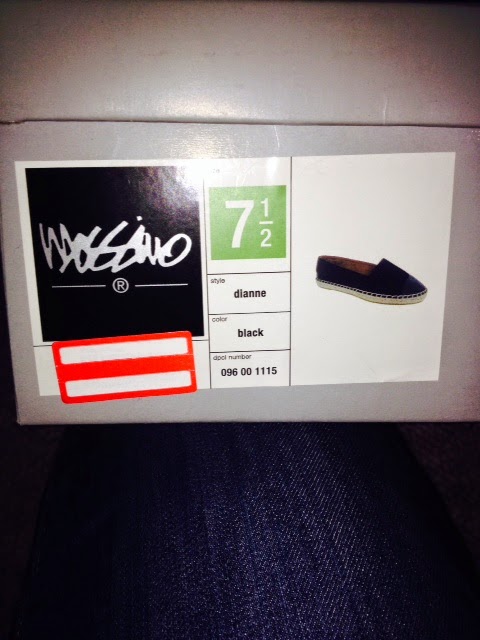 mossimo
®
7 1/2
style
dianne
color
black
dpci number
096 00 1115